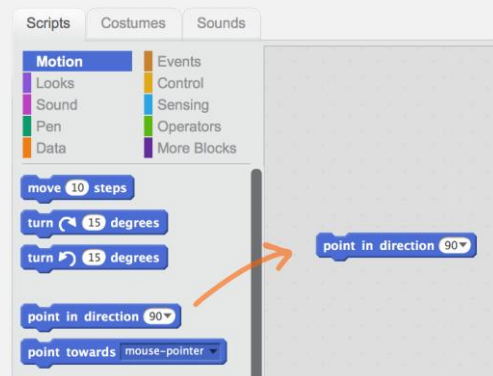 Scripts Costumes Sounds
Motion Events
Looks Control
Sound Sensing
Pen Operators
Data More Blocks
move 10 steps
turn 15 degrees
point in direction 90
turn 15 degrees
point in direction 90
point towards mouse-pointer